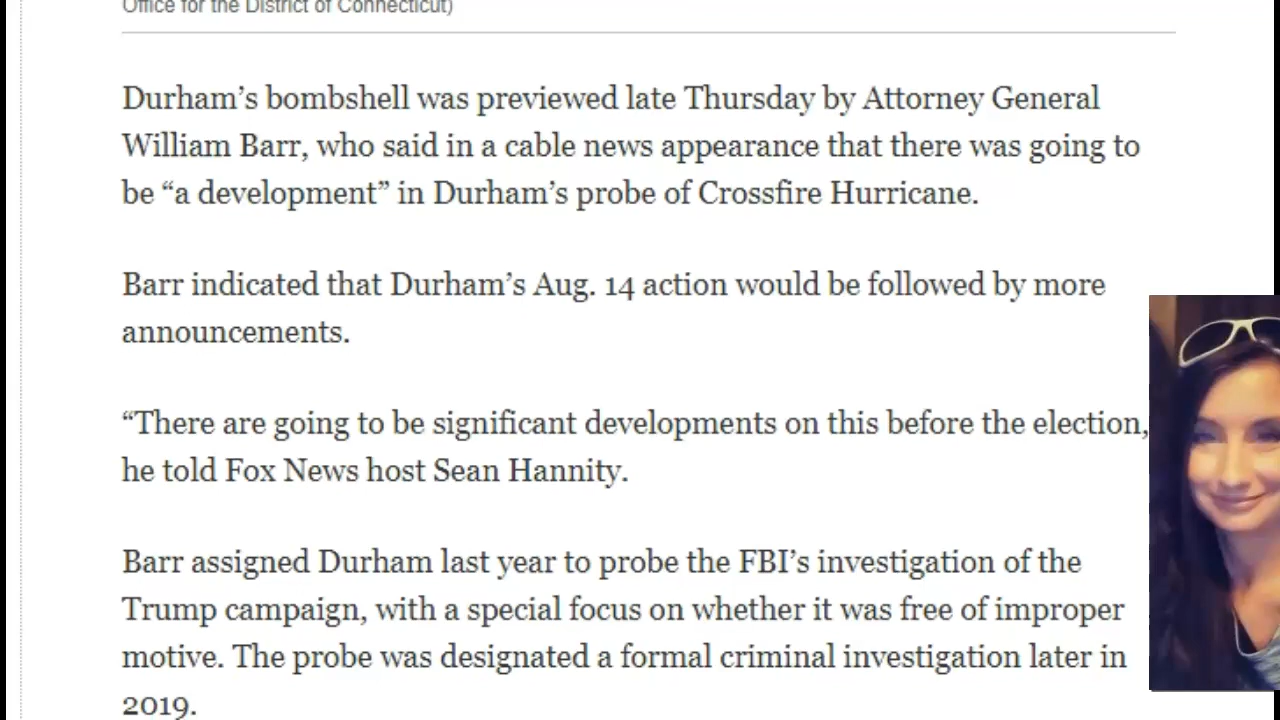 Office for the District of Connecticut)
Durham’s bombshell was previewed late Thursday by Attorney General
William Barr, who said in a cable news appearance that there was going to
be “a development” in Durham’s probe of Crossfire Hurricane.
Barr indicated that Durham’s Aug. 14 action would be followed by more
announcements.
“There are going to be significant developments on this before the election,
he told Fox News host Sean Hannity.
Barr assigned Durham last year to probe the FBI’s investigation of the
Trump campaign, with a special focus on whether it was free of improper
motive. The probe was designated a formal criminal investigation later in
2019.